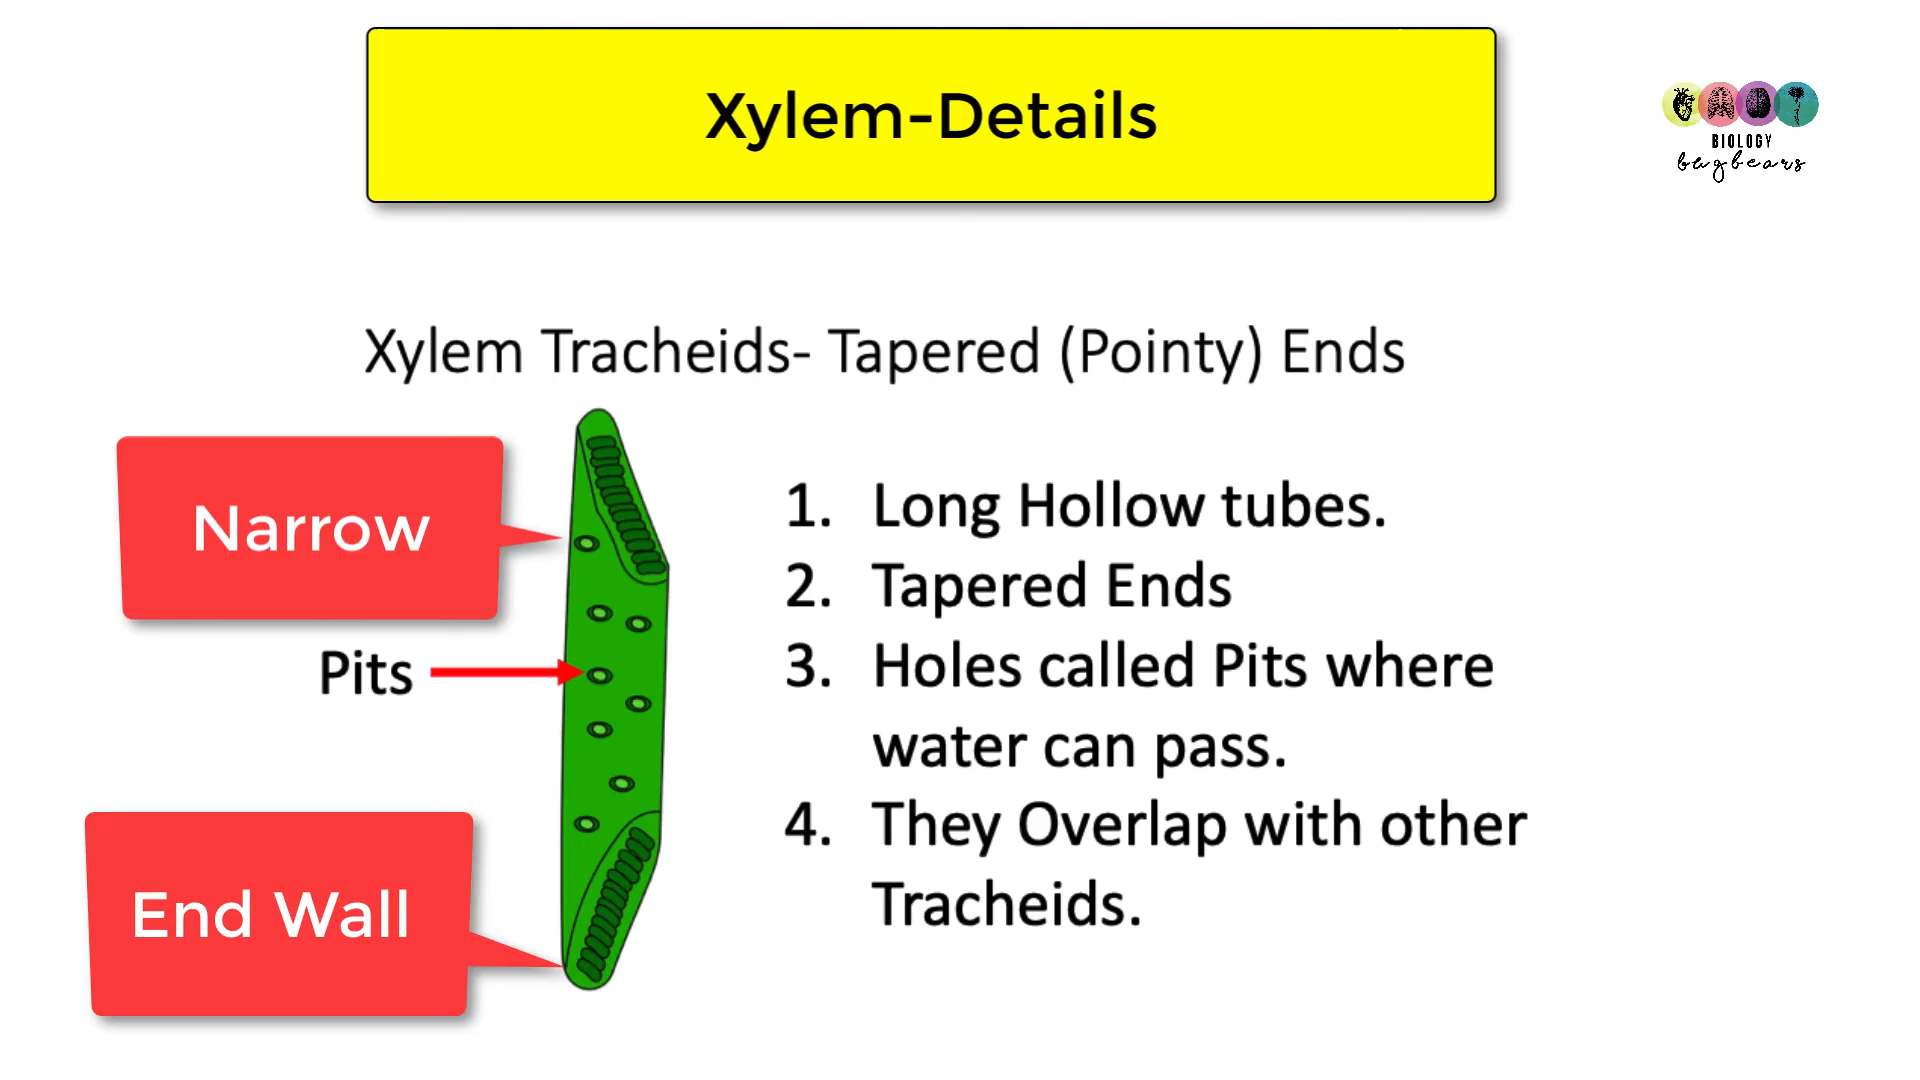 Xylem-Details
BIOLOGY
bugbears
Xylem Tracheids- Tapered (Pointy) Ends
Narrow
Pits
End Wall
1. Long Hollow tubes.
2. Tapered Ends
3. Holes called Pits where
water can pass.
4. They Overlap with other
Tracheids.